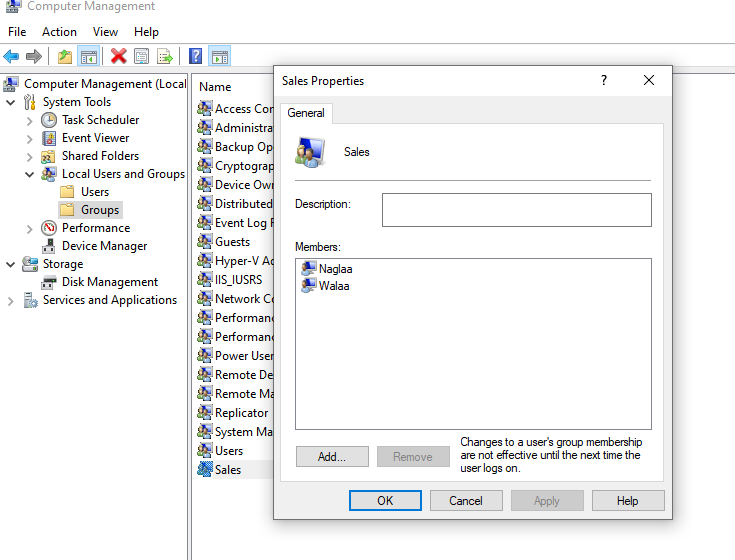 Computer Management
File Action View Help
Computer Management (Local
System Tools
Task Scheduler
Event Viewer
Shared Folders
Local Users and Groups
Users
Groups
Performance
Device Manager
Storage
Disk Management
Services and Applications
Name
Access Con
Administra
Backup Op
Cryptograp
Device Own
Distributed
Event Log R
Guests
Hyper-V Ad
IIS_IUSRS
Network Co
Performan
Performan
Power User
Remote De
Remote Ma
Replicator
System Ma
Users
Sales
Sales Properties
?
General
Sales
Description:
Members:
Naglaa
Walaa
Add... Remove
Changes to a user's group membership
are not effective until the next time the
user logs on.
OK Cancel Apply Help